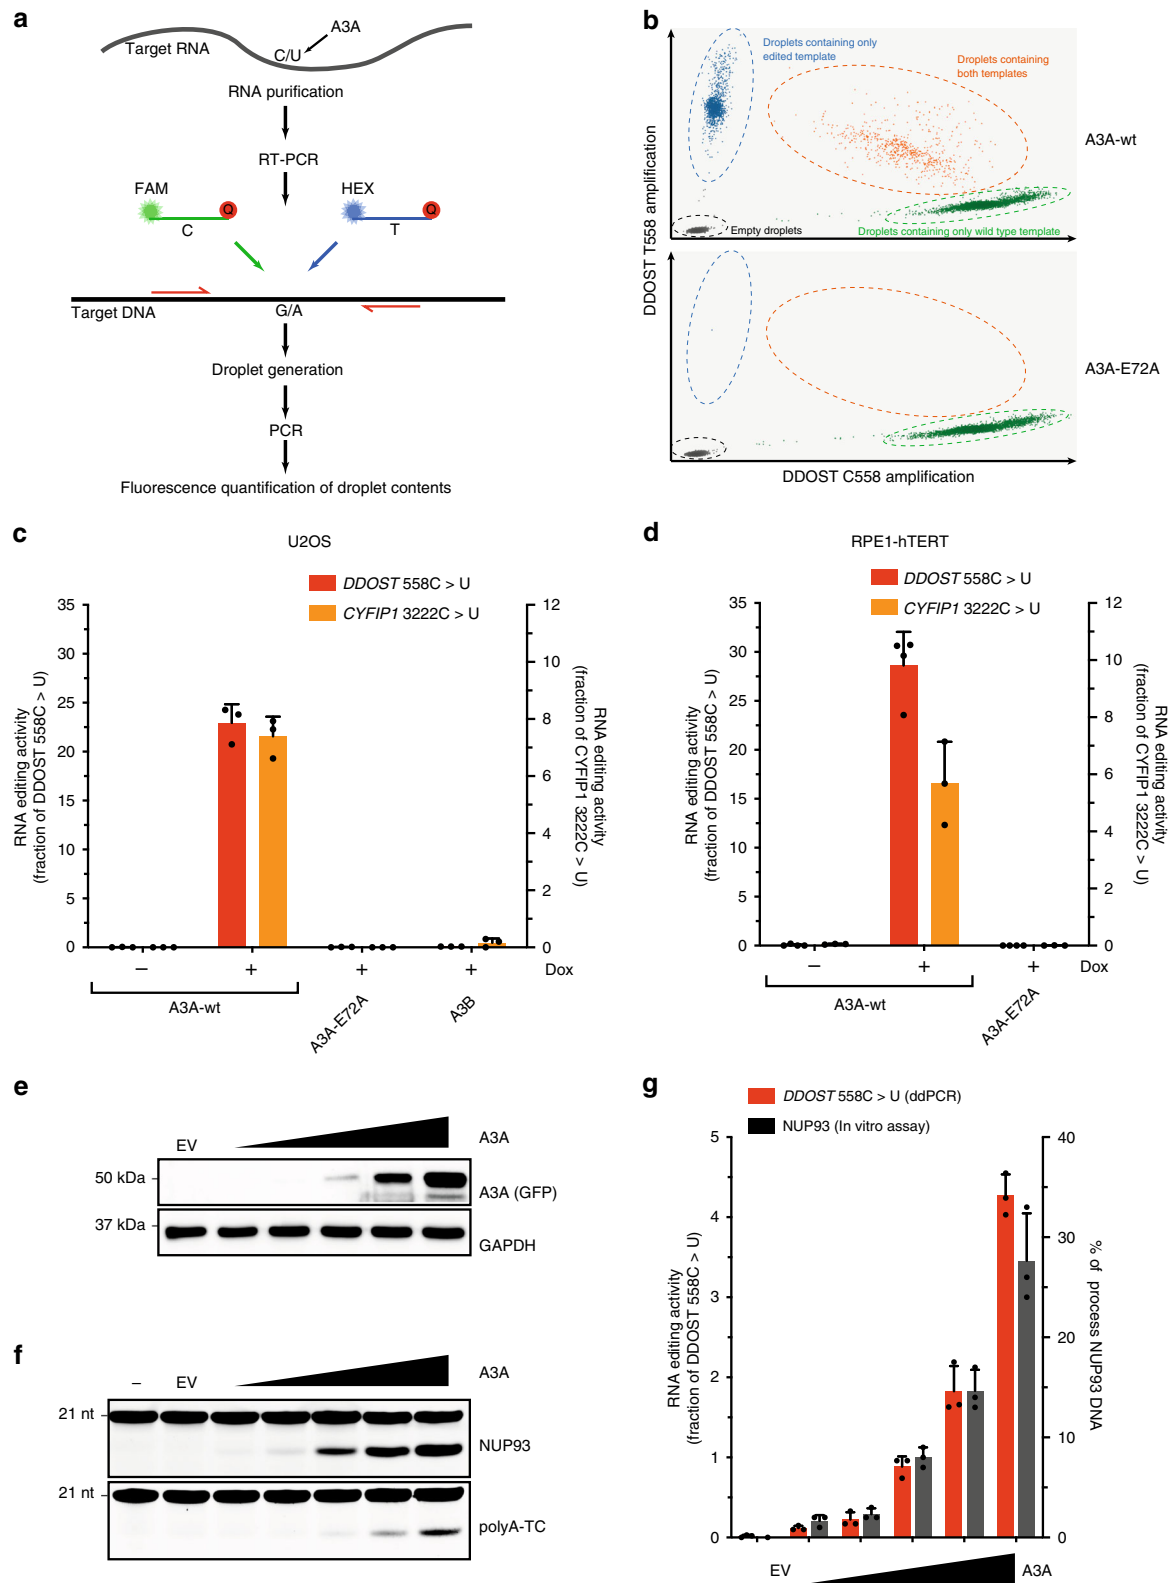 a
A3A
Target RNA
C/U
RNA purification
RT-PCR
FAM
HEX
Q
Q
C
T
Target DNA
G/A
Droplet generation
PCR
Fluorescence quantification of droplet contents
b
Droplets containing only
edited template
Droplets containing
both templates
A3A-wt
Empty droplets
Droplets containing only wild type template
A3A-E72A
DDOST T558 amplification
DDOST C558 amplification
c
U2OS
DDOST 558C > U
CYFIP1 3222C > U
RNA editing activity
(fraction of DDOST 558C > U)
35
30
25
20
15
10
5
0
12
10
8
6
4
2
0
RNA editing activity
(fraction of CYFIP1 3222C > U)
– + + + Dox
A3A-wt
A3A-E72A
A3B
d
RPE1-hTERT
DDOST 558C > U
CYFIP1 3222C > U
RNA editing activity
(fraction of DDOST 558C > U)
35
30
25
20
15
10
5
0
12
10
8
6
4
2
0
RNA editing activity
(fraction of CYFIP1 3222C > U)
– + + Dox
A3A-wt
A3A-E72A
e
EV
A3A
50 kDa
A3A (GFP)
37 kDa
GAPDH
f
– EV
A3A
21 nt
NUP93
21 nt
polyA-TC
g
DDOST 558C > U (ddPCR)
NUP93 (In vitro assay)
RNA editing activity
(fraction of DDOST 558C > U)
5
4
3
2
1
0
40
30
20
10
0
% of process NUP93 DNA
EV
A3A